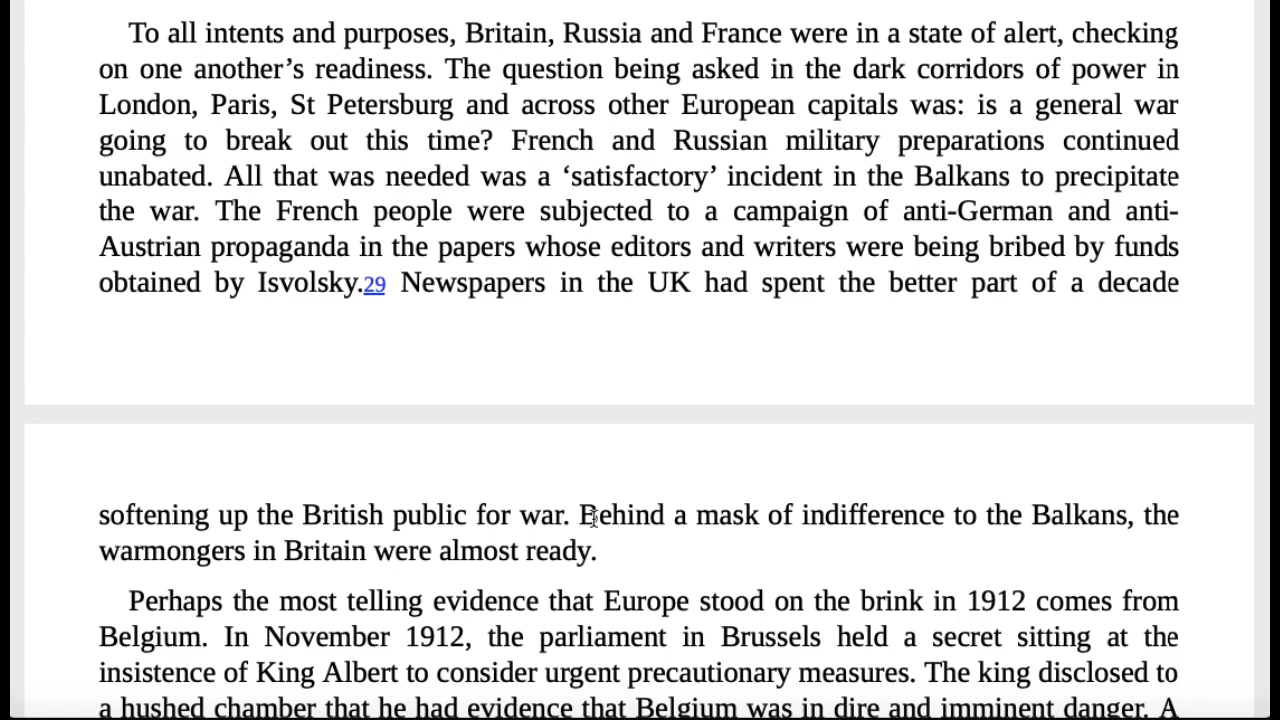 To all intents and purposes, Britain, Russia and France were in a state of alert, checking
on one another’s readiness. The question being asked in the dark corridors of power in
London, Paris, St Petersburg and across other European capitals was: is a general war
going to break out this time? French and Russian military preparations continued
unabated. All that was needed was a ‘satisfactory’ incident in the Balkans to precipitate
the war. The French people were subjected to a campaign of anti-German and anti-
Austrian propaganda in the papers whose editors and writers were being bribed by funds
obtained by Isvolsky.29 Newspapers in the UK had spent the better part of a decade
softening up the British public for war. Behind a mask of indifference to the Balkans, the
warmongers in Britain were almost ready.
Perhaps the most telling evidence that Europe stood on the brink in 1912 comes from
Belgium. In November 1912, the parliament in Brussels held a secret sitting at the
insistence of King Albert to consider urgent precautionary measures. The king disclosed to
a hushed chamber that he had evidence that Belgium was in dire and imminent danger. A